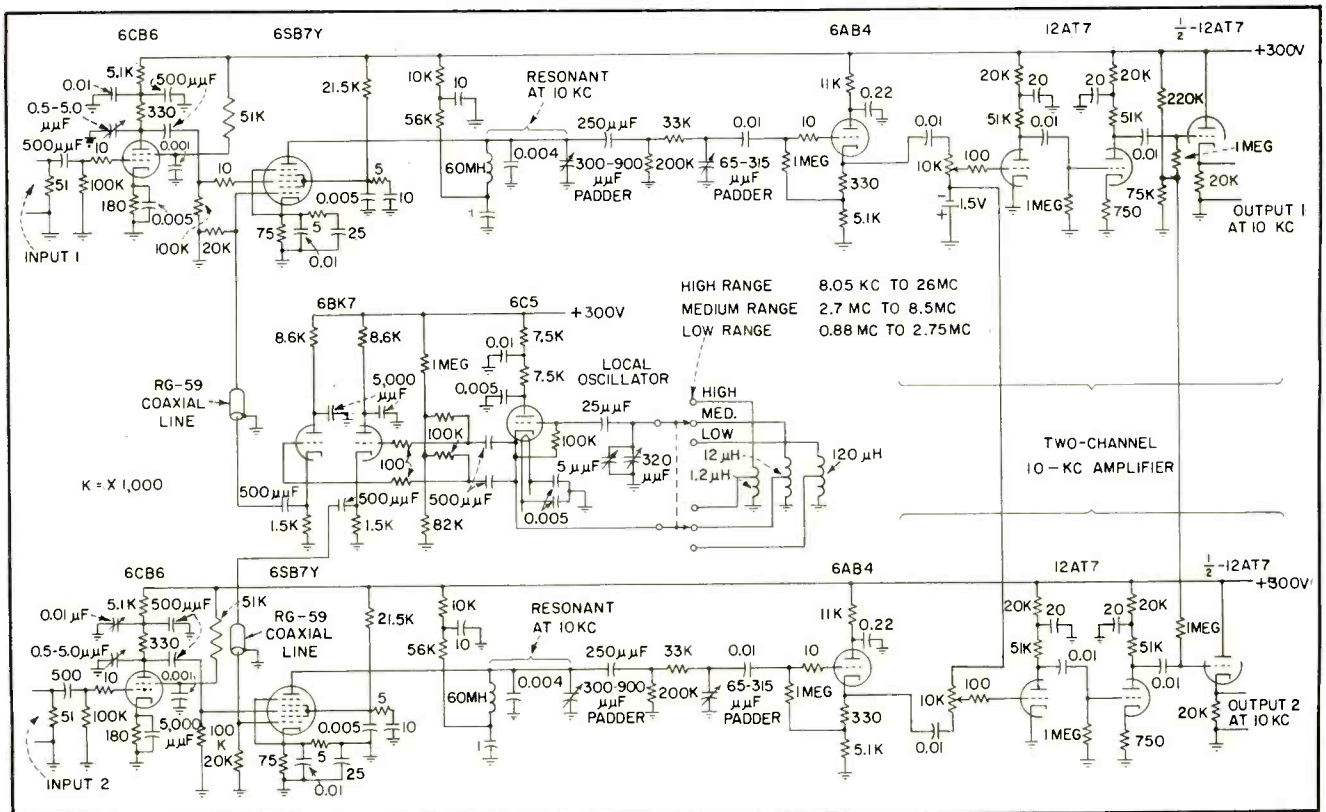 6CB6 6SB7Y 6AB4 12AT7 ½-12AT7
+300V
5.1K
0.01
500μμF
330
0.5-5.0
μμF
500μμF
10
51
100K
180
0.001
0.005
51K
INPUT 1
100K
20K
10
75
5
0.01
25
21.5K
0.005
5
10
10K
10
56K
RESONANT
AT 10 KC
60MH
1
0.004
300-900
μμF
PADDER
250μμF
200K
33K
65-315
μμF
PADDER
0.01
1MEG
10
11K
0.22
330
5.1K
0.01
10K
1.5V
-
+
100
20K
20
51K
0.01
1MEG
20
20K
51K
750
0.01
220K
75K
1MEG
20K
OUTPUT 1
AT 10 KC
6BK7 6C5
+300V
8.6K
8.6K
1MEG
5,000
μμF
100K
100
500μμF
82K
1.5K
1.5K
500μμF
500μμF
RG-59
COAXIAL
LINE
K = X 1,000
7.5K
0.01
7.5K
0.005
100K
5μμF
0.005
LOCAL
OSCILLATOR
25μμF
320
μμF
HIGH RANGE 8.05 KC TO 26MC
MEDIUM RANGE 2.7 MC TO 8.5MC
LOW RANGE 0.88 MC TO 2.75MC
HIGH
MED.
LOW
12μH
1.2μH
120μH
TWO-CHANNEL
10-KC AMPLIFIER
6CB6 6SB7Y 6AB4 12AT7 ½-12AT7
+300V
0.01μF
5.1K
500μμF
51K
330
0.5-5.0
μμF
500
10
51
100K
180
0.001
5,000
μμF
INPUT 2
RG-59
COAXIAL
LINE
100
K
20K
75
5
0.01
25
21.5K
0.005
5
10
10K
10
56K
RESONANT
AT 10KC
60MH
1
0.004
300-900
μμF
PADDER
250μμF
200K
33K
65-315
μμF
PADDER
0.01
1MEG
10
11K
0.22
330
5.1K
0.01
10K
100
20K
20
51K
0.01
1MEG
20
20K
51K
750
0.01
1MEG
20K
OUTPUT 2
AT 10 KC